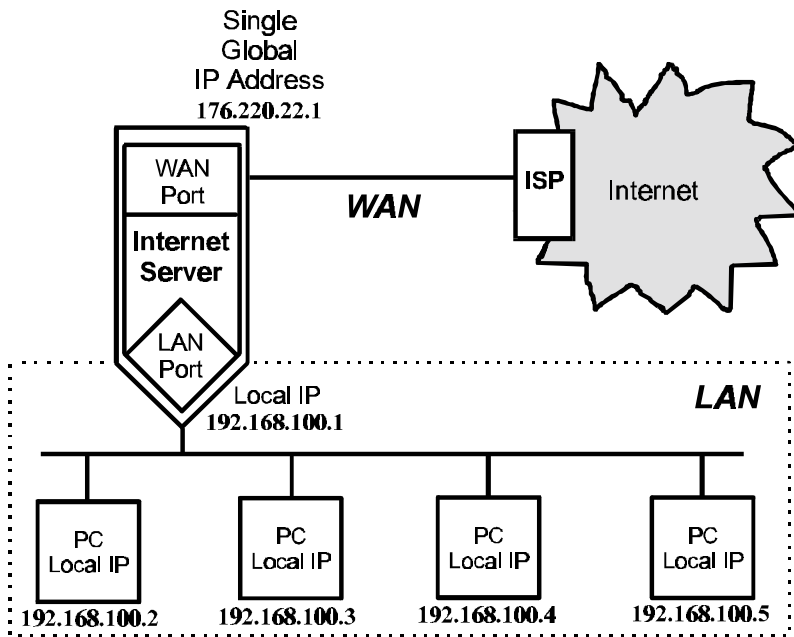 Single
Global
IP Address
176.220.22.1
WAN
Port
Internet
Server
LAN
Port
WAN
ISP
Internet
Local IP
192.168.100.1
LAN
PC
Local IP
192.168.100.2
PC
Local IP
192.168.100.3
PC
Local IP
192.168.100.4
PC
Local IP
192.168.100.5